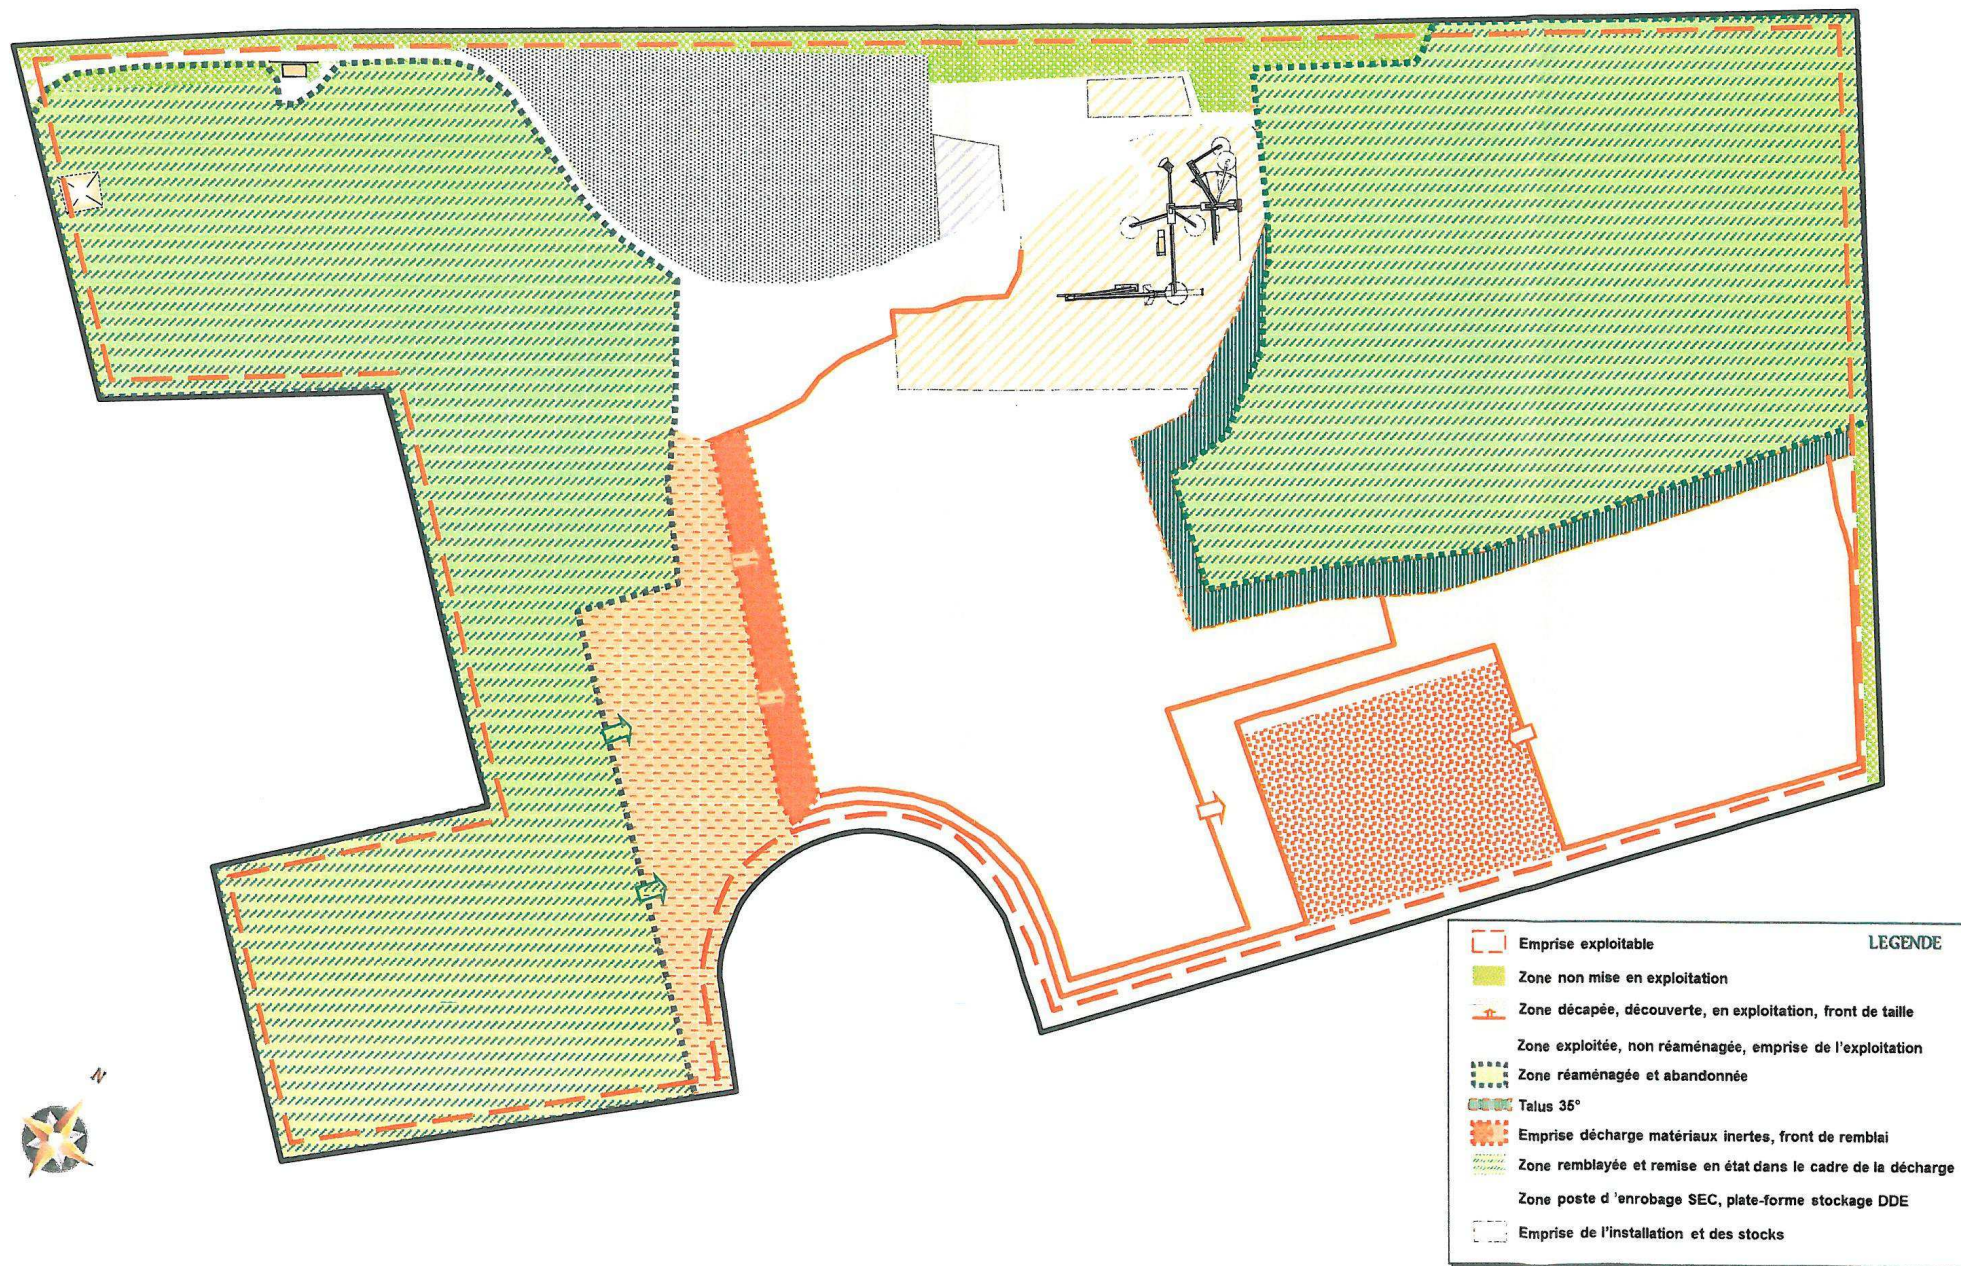 N
LEGENDE
Emprise exploitable
Zone non mise en exploitation
Zone décapée, découverte, en exploitation, front de taille
Zone exploitée, non réaménagée, emprise de l'exploitation
Zone réaménagée et abandonnée
Talus 35°
Emprise décharge matériaux inertes, front de remblai
Zone remblayée et remise en état dans le cadre de la décharge
Zone poste d 'enrobage SEC, plate-forme stockage DDE
Emprise de l'installation et des stocks